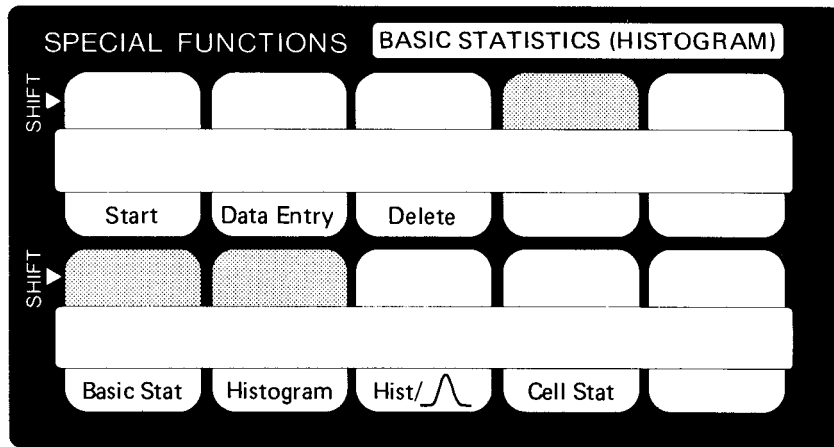 SPECIAL FUNCTIONS BASIC STATISTICS (HISTOGRAM)
SHIFT
Start Data Entry Delete
SHIFT
Basic Stat Histogram Hist/ Cell Stat